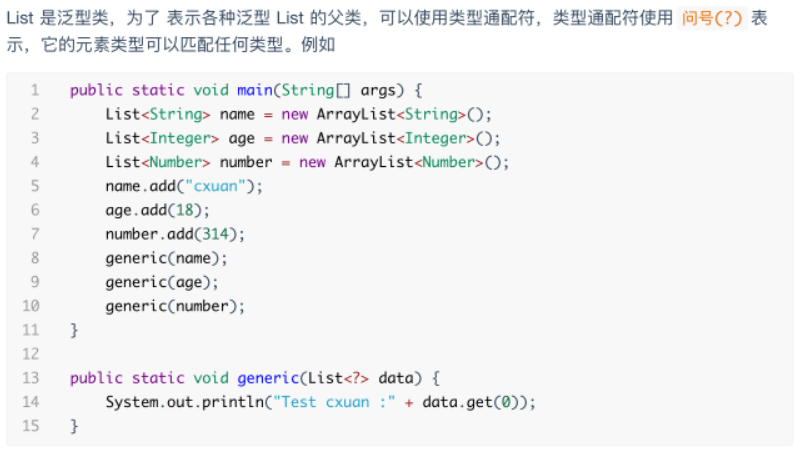 List 是泛型类，为了 表示各种泛型 List 的父类，可以使用类型通配符，类型通配符使用 问号(?) 表
示，它的元素类型可以匹配任何类型。例如
1 public static void main(String[] args) {
2 List<String> name = new ArrayList<String>();
3 List<Integer> age = new ArrayList<Integer>();
4 List<Number> number = new ArrayList<Number>();
5 name.add("cxuan");
6 age.add(18);
7 number.add(314);
8 generic(name);
9 generic(age);
10 generic(number);
11 }
12
13 public static void generic(List<?> data) {
14 System.out.println("Test cxuan :" + data.get(0));
15 }